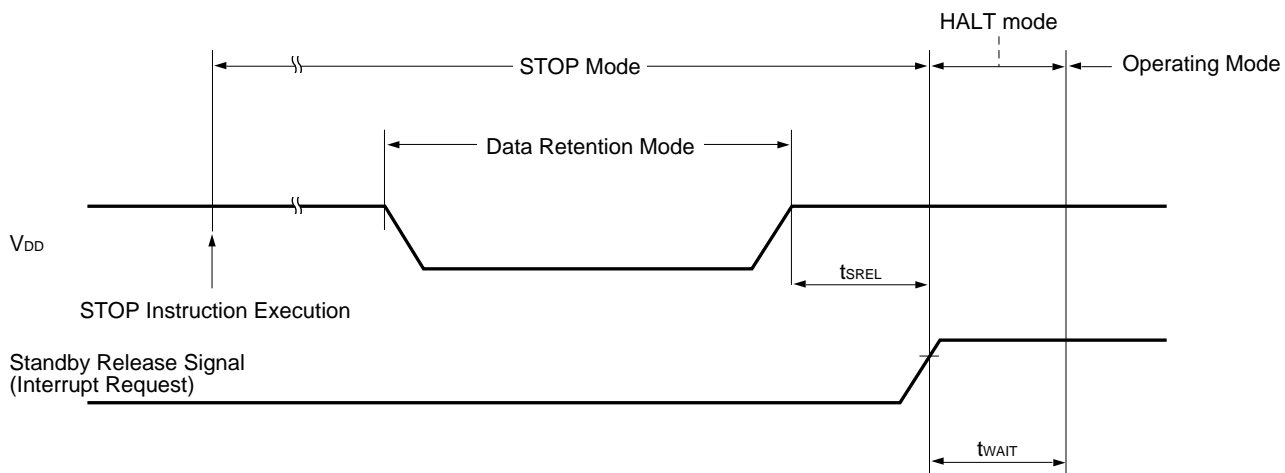 HALT mode
STOP Mode
Operating Mode
Data Retention Mode
VDD
tSREL
STOP Instruction Execution
Standby Release Signal
(Interrupt Request)
tWAIT